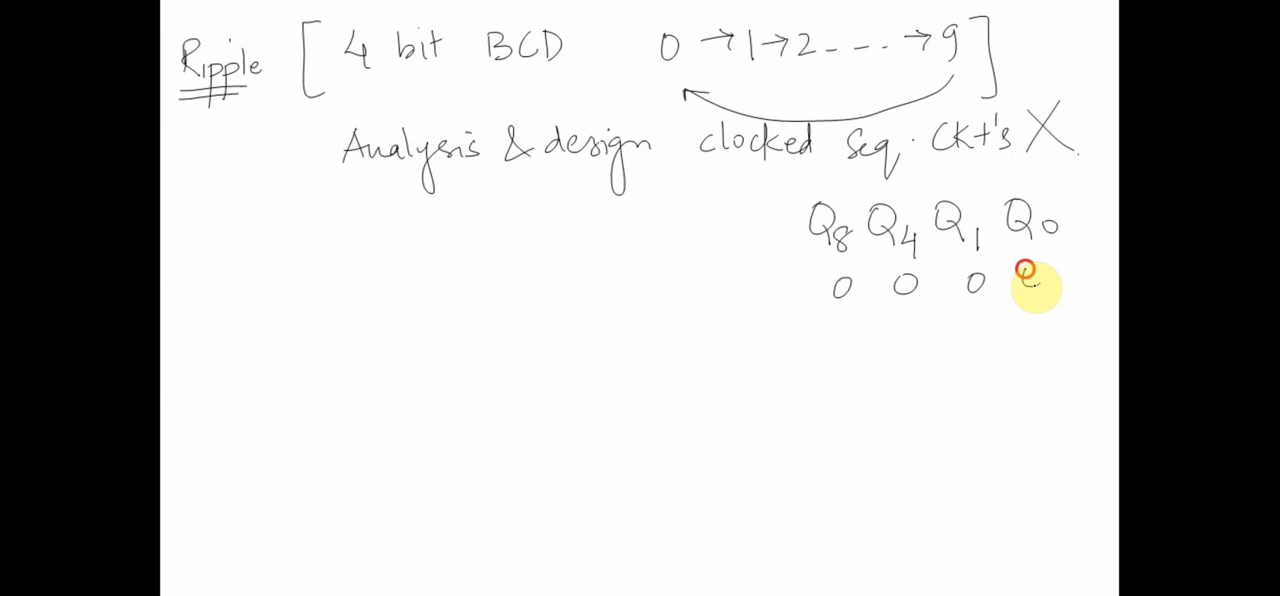 Ripple [ 4 bit BCD 0 → 1 → 2 - - - . → 9 ]
Analysis & design clocked seq. CKt's X
Q8 Q4 Q1 Q0
0 0 0